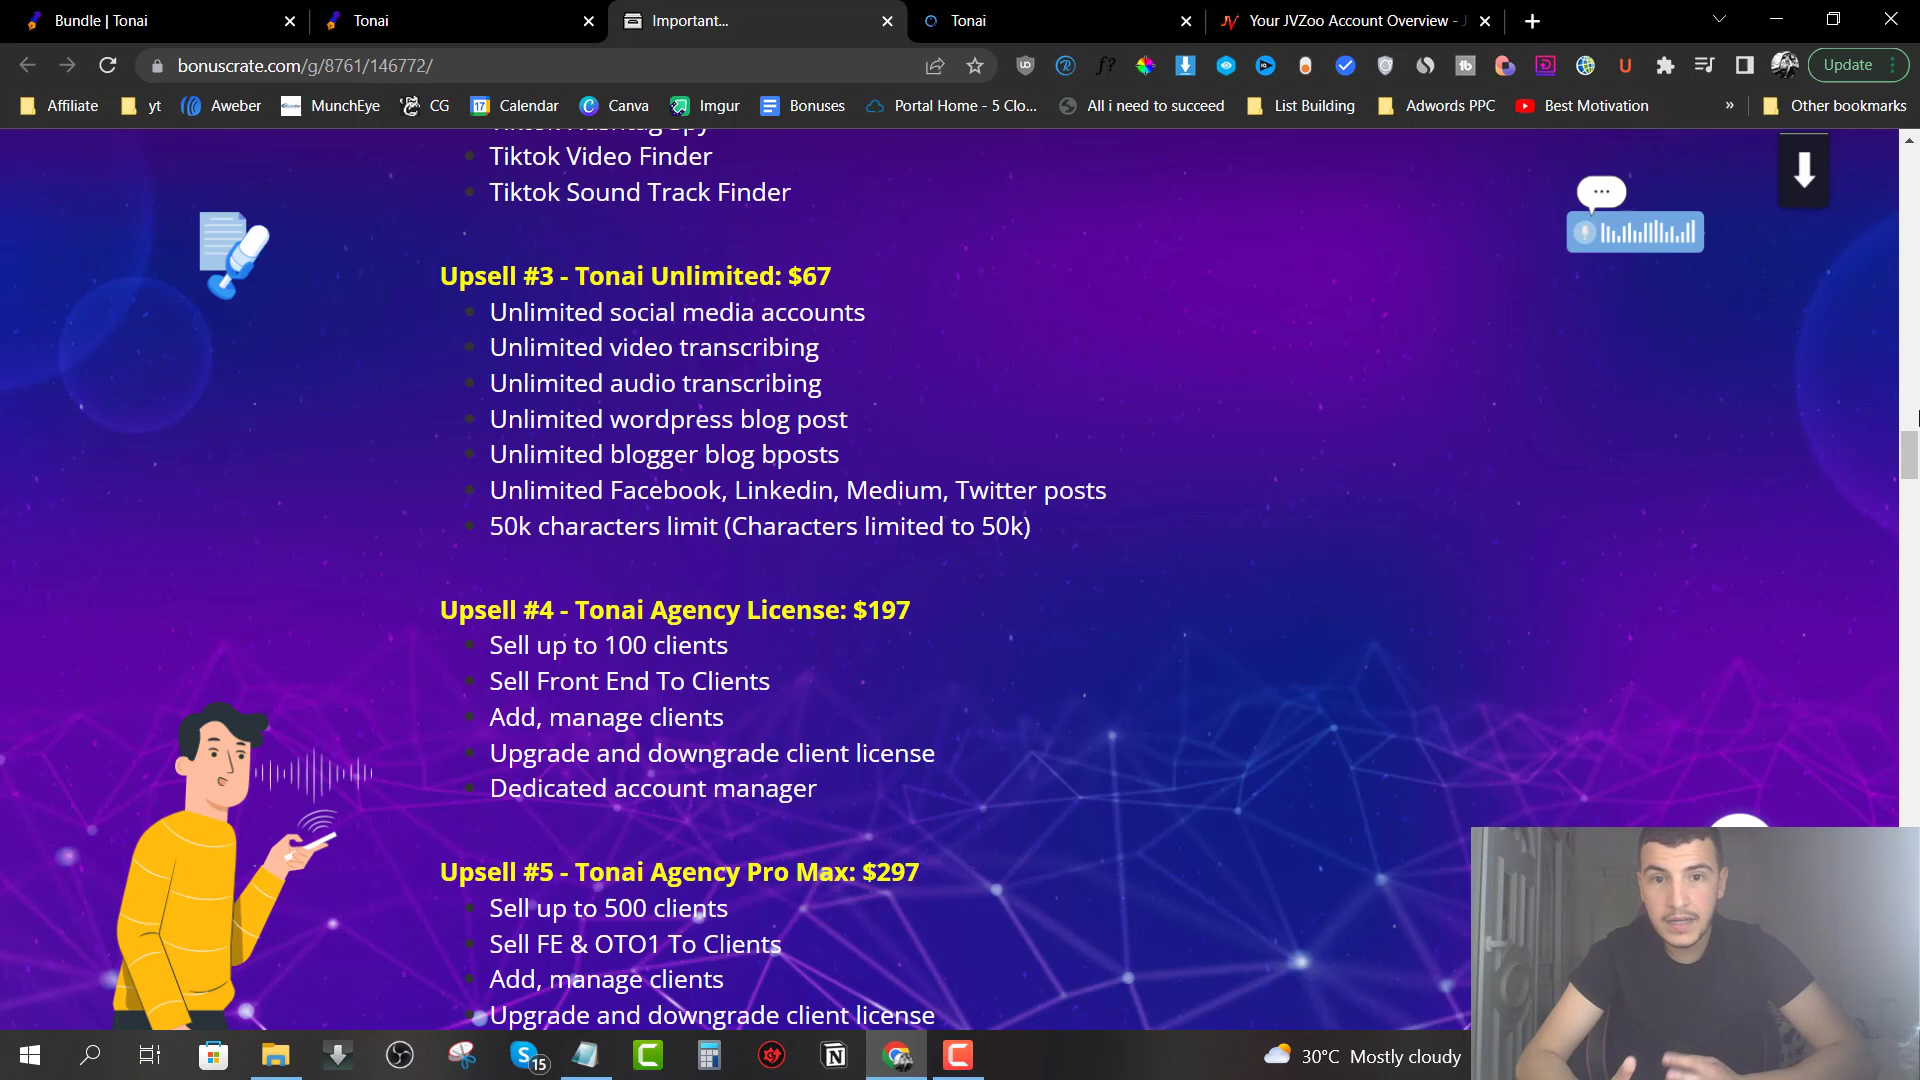 Bundle | Tonai
Tonai
Important...
Tonai
Your JVZoo Account Overview - J
bonuscrate.com/g/8761/146772/
Update
Affiliate
yt
Aweber
MunchEye
CG
Calendar
Canva
Imgur
Bonuses
Portal Home - 5 Clo...
All i need to succeed
List Building
Adwords PPC
Best Motivation
»
Other bookmarks
Tiktok Hashtag Spy
Tiktok Video Finder
Tiktok Sound Track Finder
Upsell #3 - Tonai Unlimited: $67
Unlimited social media accounts
Unlimited video transcribing
Unlimited audio transcribing
Unlimited wordpress blog post
Unlimited blogger blog bposts
Unlimited Facebook, Linkedin, Medium, Twitter posts
50k characters limit (Characters limited to 50k)
Upsell #4 - Tonai Agency License: $197
Sell up to 100 clients
Sell Front End To Clients
Add, manage clients
Upgrade and downgrade client license
Dedicated account manager
Upsell #5 - Tonai Agency Pro Max: $297
Sell up to 500 clients
Sell FE & OTO1 To Clients
Add, manage clients
Upgrade and downgrade client license
15
30°C Mostly cloudy